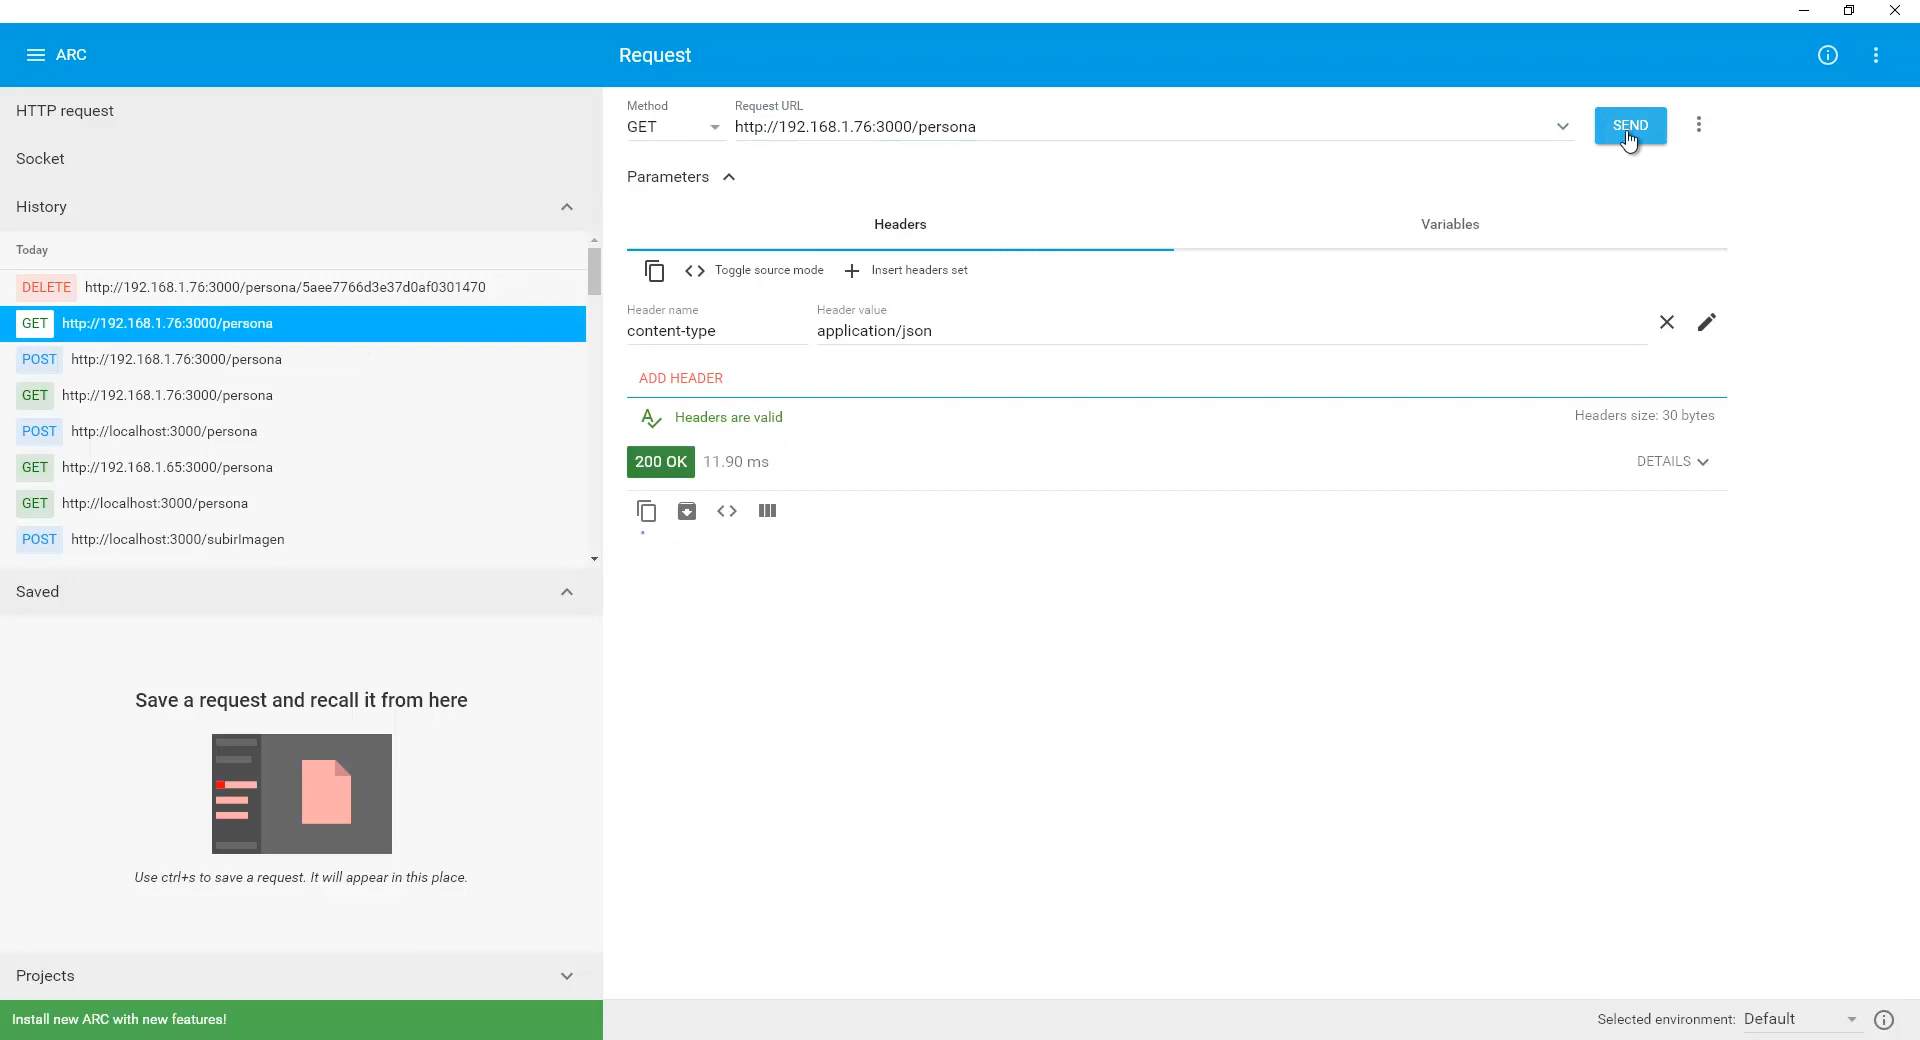 ARC
Request
HTTP request
Socket
History
Today
DELETE http://192.168.1.76:3000/persona/5aee7766d3e37d0af0301470
GET http://192.168.1.76:3000/persona
POST http://192.168.1.76:3000/persona
GET http://192.168.1.76:3000/persona
POST http://localhost:3000/persona
GET http://192.168.1.65:3000/persona
GET http://localhost:3000/persona
POST http://localhost:3000/subirImagen
Saved
Save a request and recall it from here
Use ctrl+s to save a request. It will appear in this place.
Projects
Install new ARC with new features!
Method
GET
Request URL
http://192.168.1.76:3000/persona
SEND
Parameters
Headers
Variables
Toggle source mode
Insert headers set
Header name
content-type
Header value
application/json
ADD HEADER
Headers are valid
Headers size: 30 bytes
200 OK 11.90 ms
DETAILS
Selected environment: Default